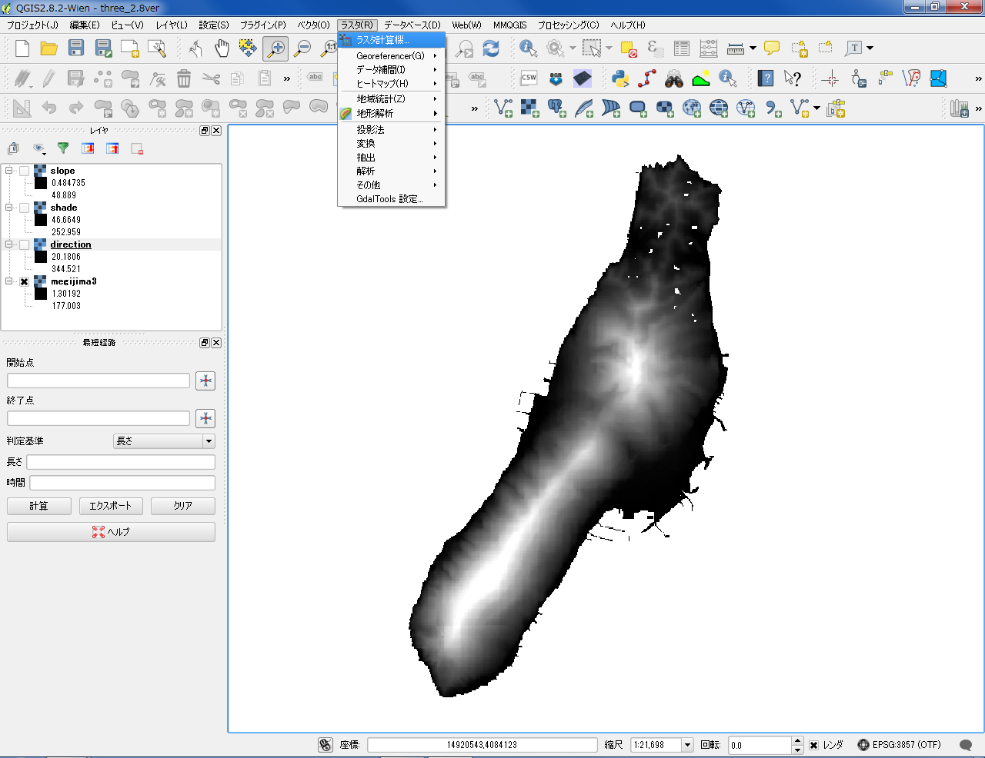 QGIS2.8.2-Wien - three_2.8ver
プロジェクト(J) 編集(E) ビュー(V) レイヤ(L) 設定(S) プラグイン(P) ベクタ(O) ラスタ(R) データベース(D) Web(W) MMQGIS プロセッシング(C) ヘルプ(H)
ラスタ計算機...
Georeferencer(G)
データ補間(I)
ヒートマップ(H)
地域統計(Z)
地形解析
投影法
変換
抽出
解析
その他
GdalTools 設定...
abc
abc
CSW
レイヤ
slope
0.484735
48.889
shade
46.6649
252.959
direction
20.1806
344.521
megijima3
1.30192
177.003
最短経路
開始点
終了点
判定基準 長さ
長さ
時間
計算 エクスポート クリア
ヘルプ
座標: 14920543,4084123 縮尺 1:21,698 回転: 0.0 レンダ EPSG:3857 (OTF)